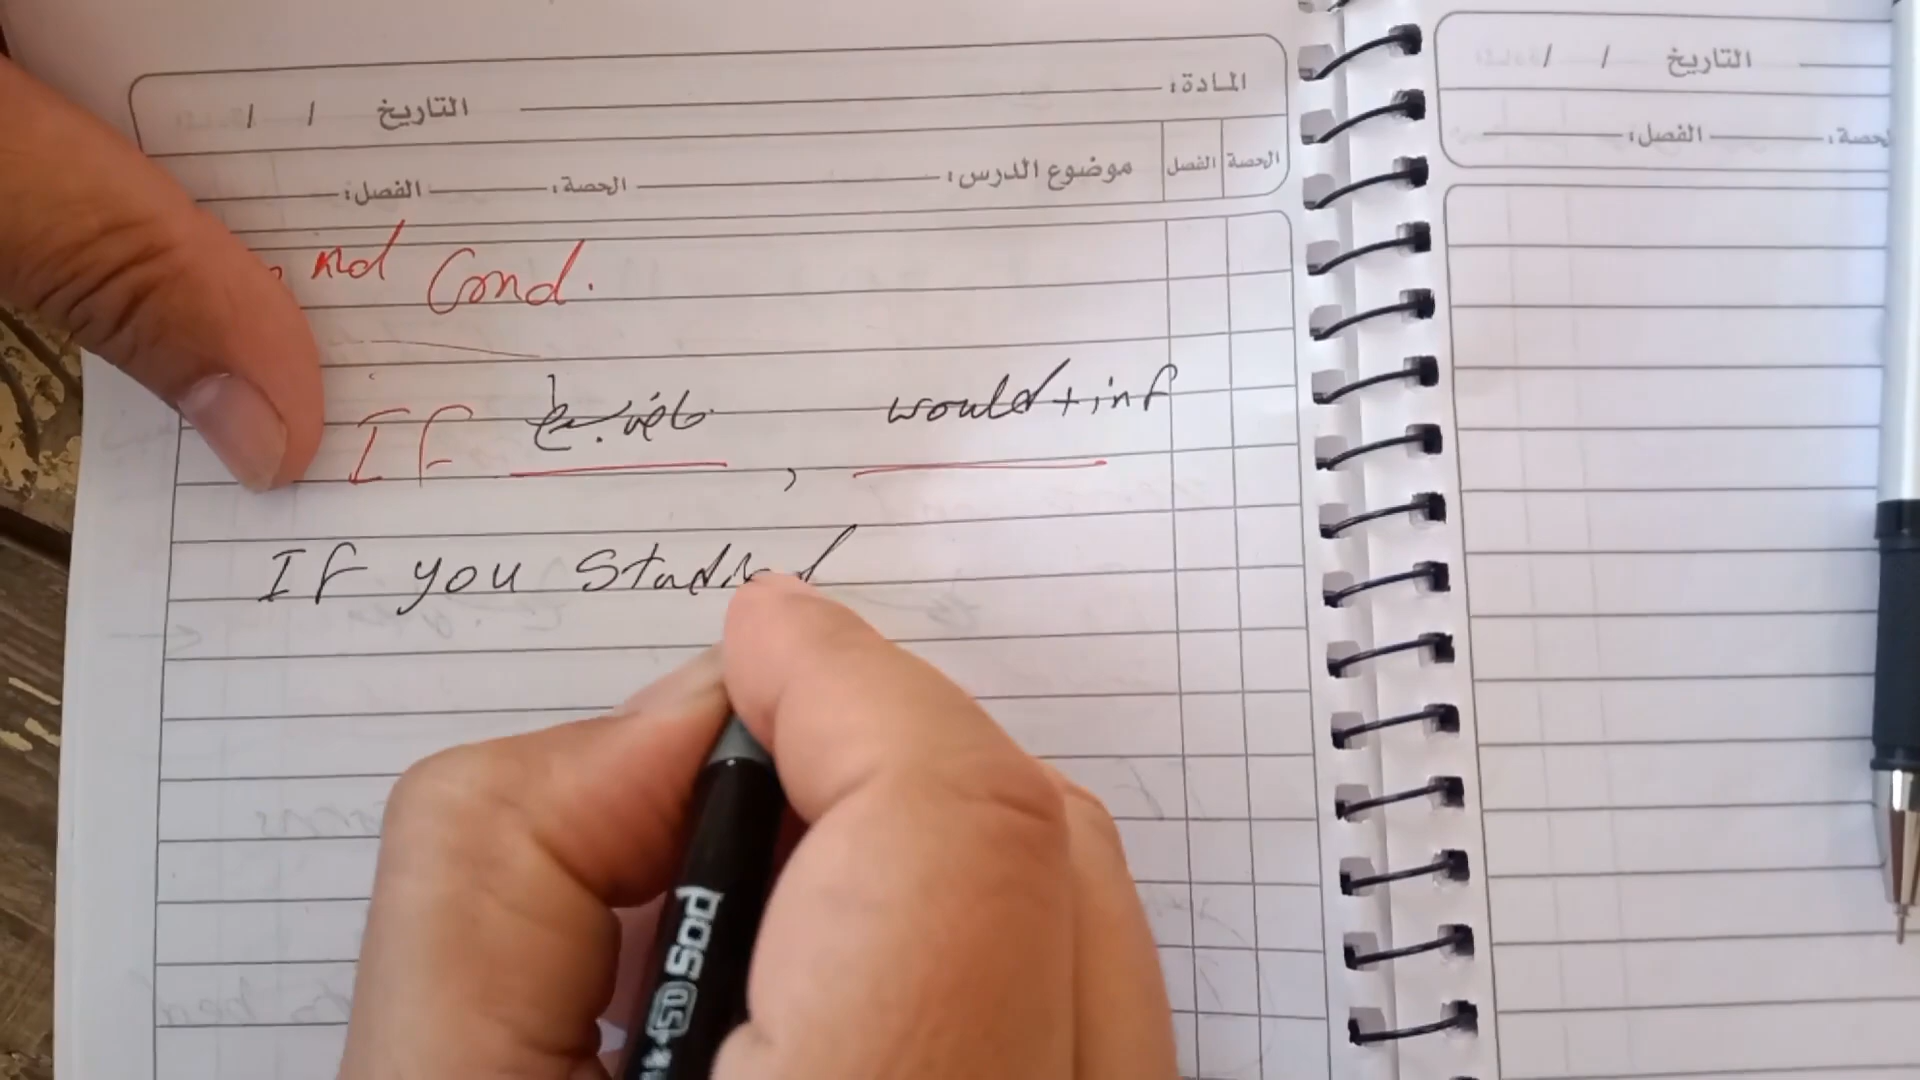 المادة: التاريخ / /
الحصة الفصل موضوع الدرس: الحصة: الفصل:
nd Cond.
If ماضي بسيط , would + inf
If you studied
التاريخ / /
الحصة: الفصل: